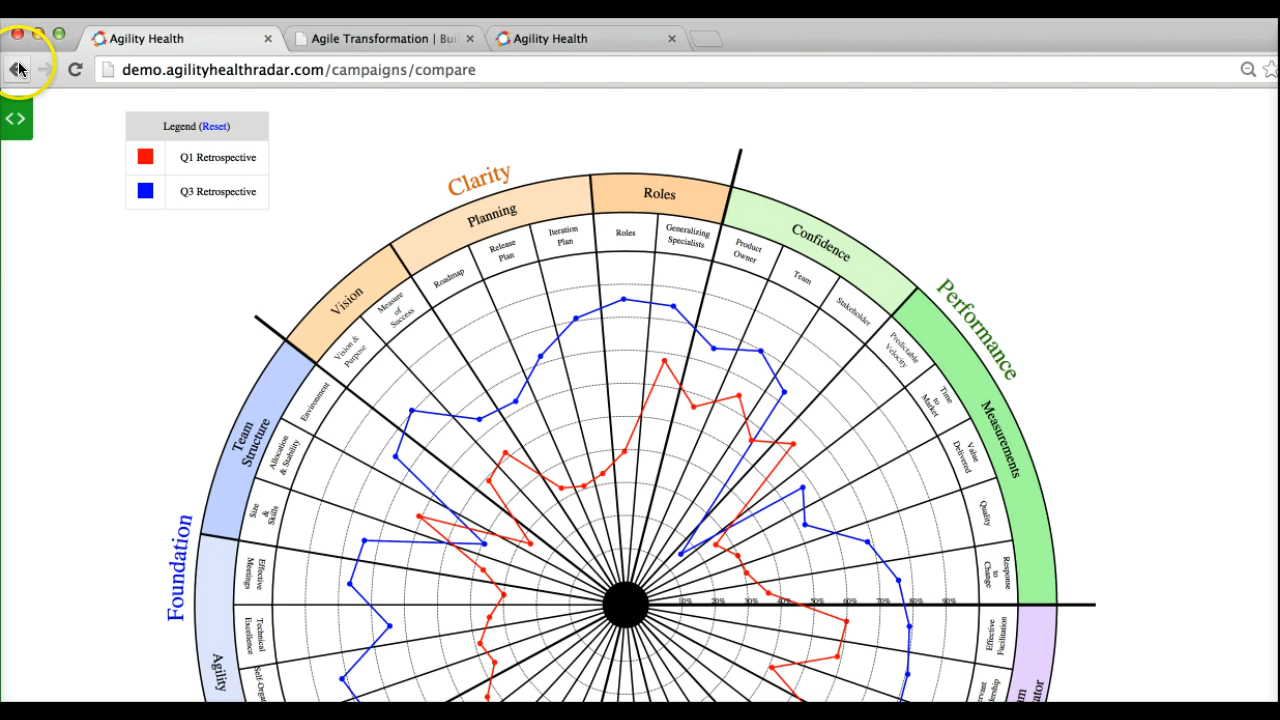 Agility Health
Agile Transformation | Bui
Agility Health
demo.agilityhealthradar.com/campaigns/compare
<>
Legend (Reset)
Q1 Retrospective
Q3 Retrospective
Clarity
Performance
Foundation
Vision
Planning
Roles
Confidence
Measurements
Team
Structure
Agility
Vision &
Purpose
Measure
of
Success
Roadmap
Release
Plan
Iteration
Plan
Roles
Generalizing
Specialists
Product
Owner
Team
Stakeholder
Predictable
Velocity
Time
to
Market
Value
Delivered
Quality
Response
to
Change
Effective
Facilitation
Environment
Allocation
& Stability
Size
&
Skills
Effective
Meetings
Technical
Excellence
20% 30% 40% 50% 60% 70% 80% 90%